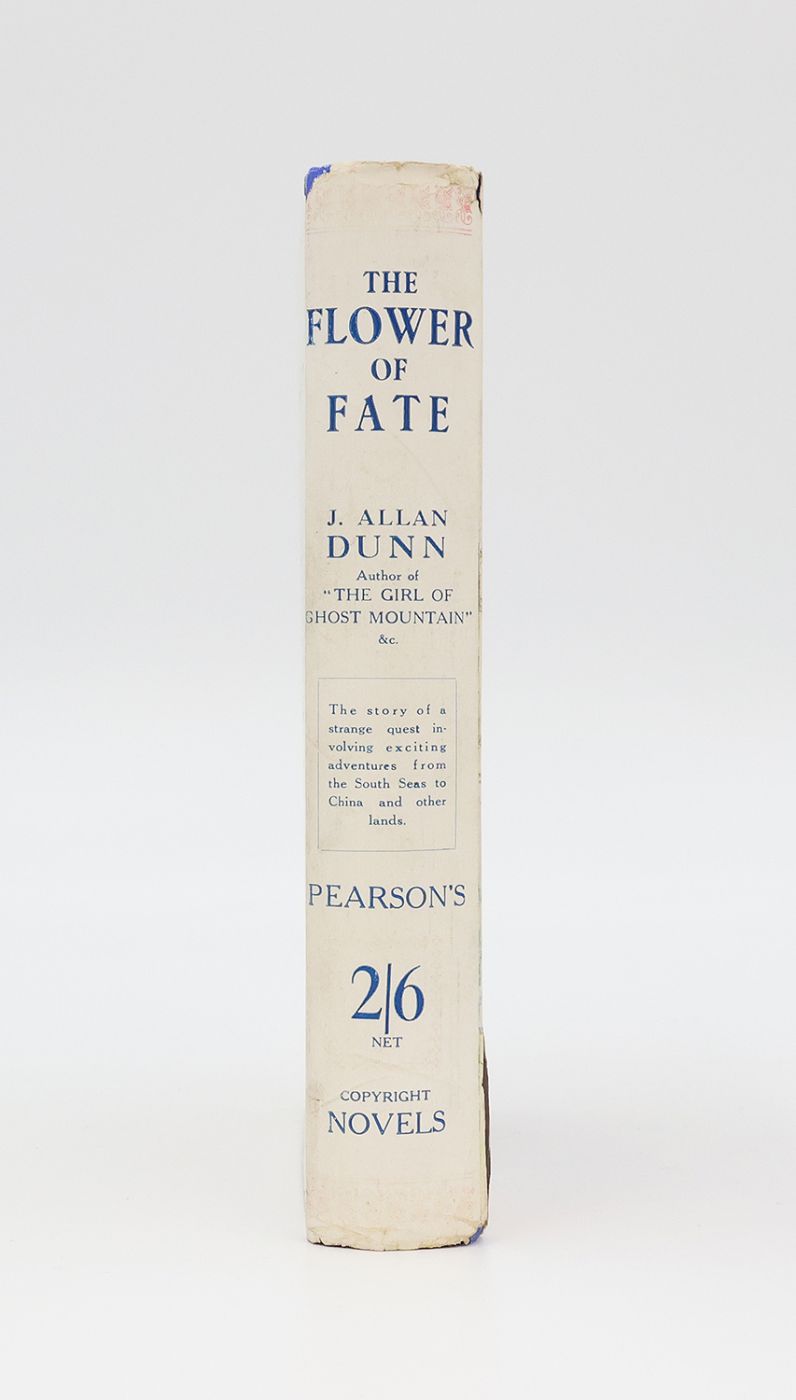 THE
FLOWER
OF
FATE
J. ALLAN
DUNN
Author of
"THE GIRL OF
GHOST MOUNTAIN"
&c.
The story of a
strange quest in-
volving exciting
adventures from
the South Seas to
China and other
lands.
PEARSON'S
2/6
NET
COPYRIGHT
NOVELS